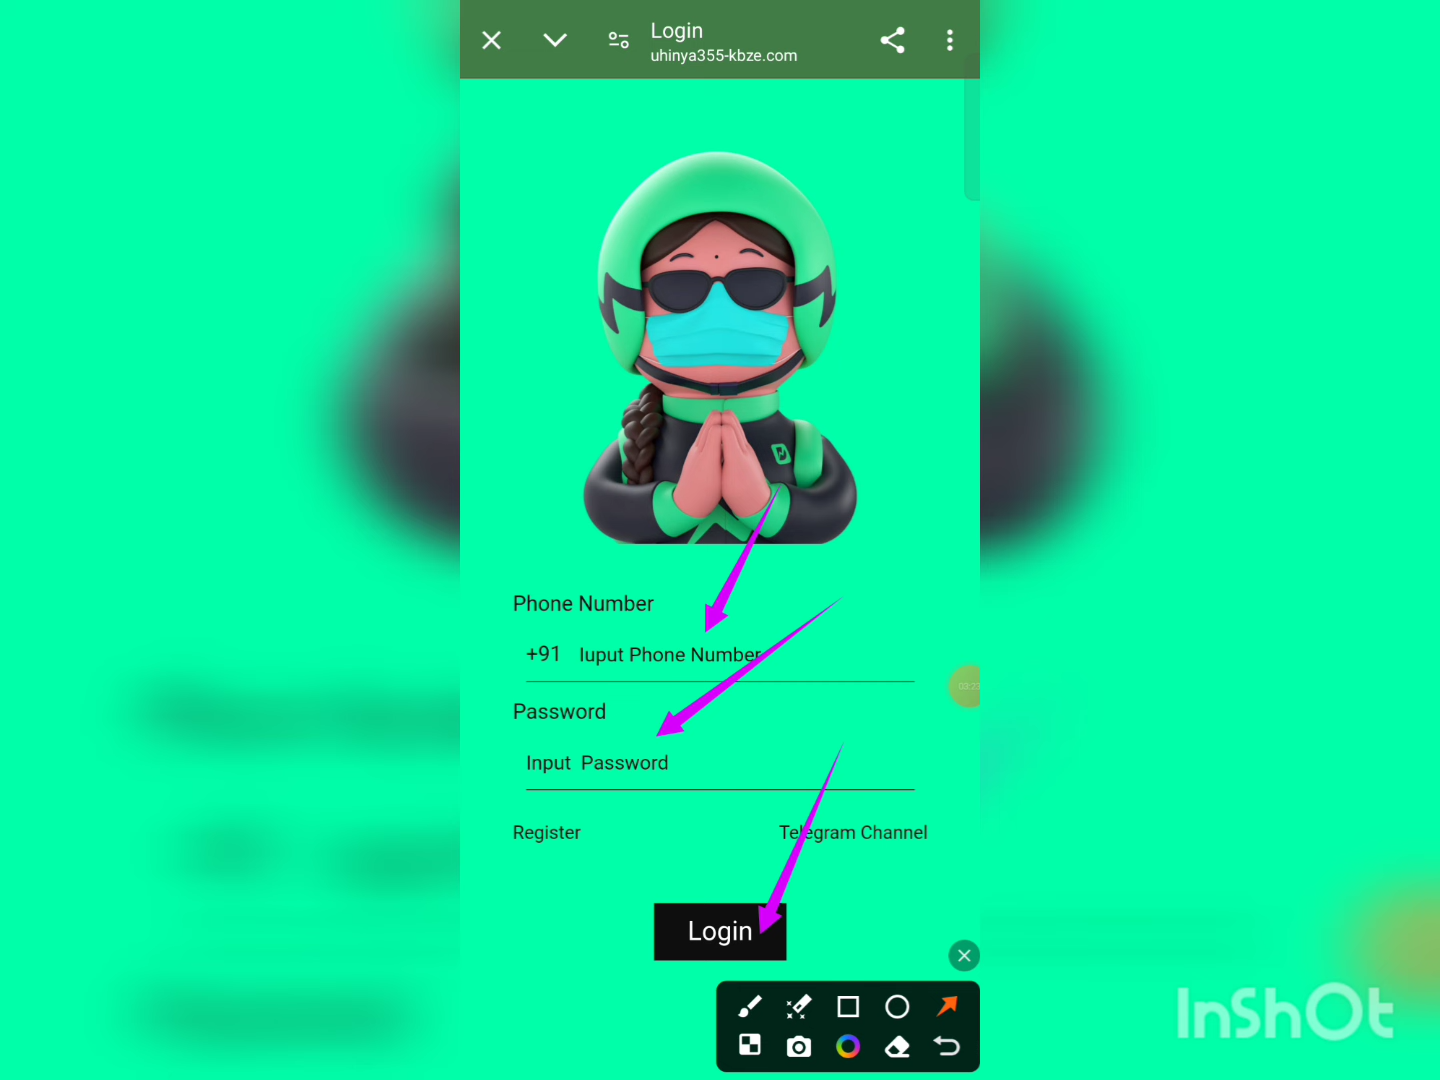 Login
uhinya355-kbze.com
Phone Number
+91 Iuput Phone Number
Password
Input Password
Register Telegram Channel
Login
InShOt